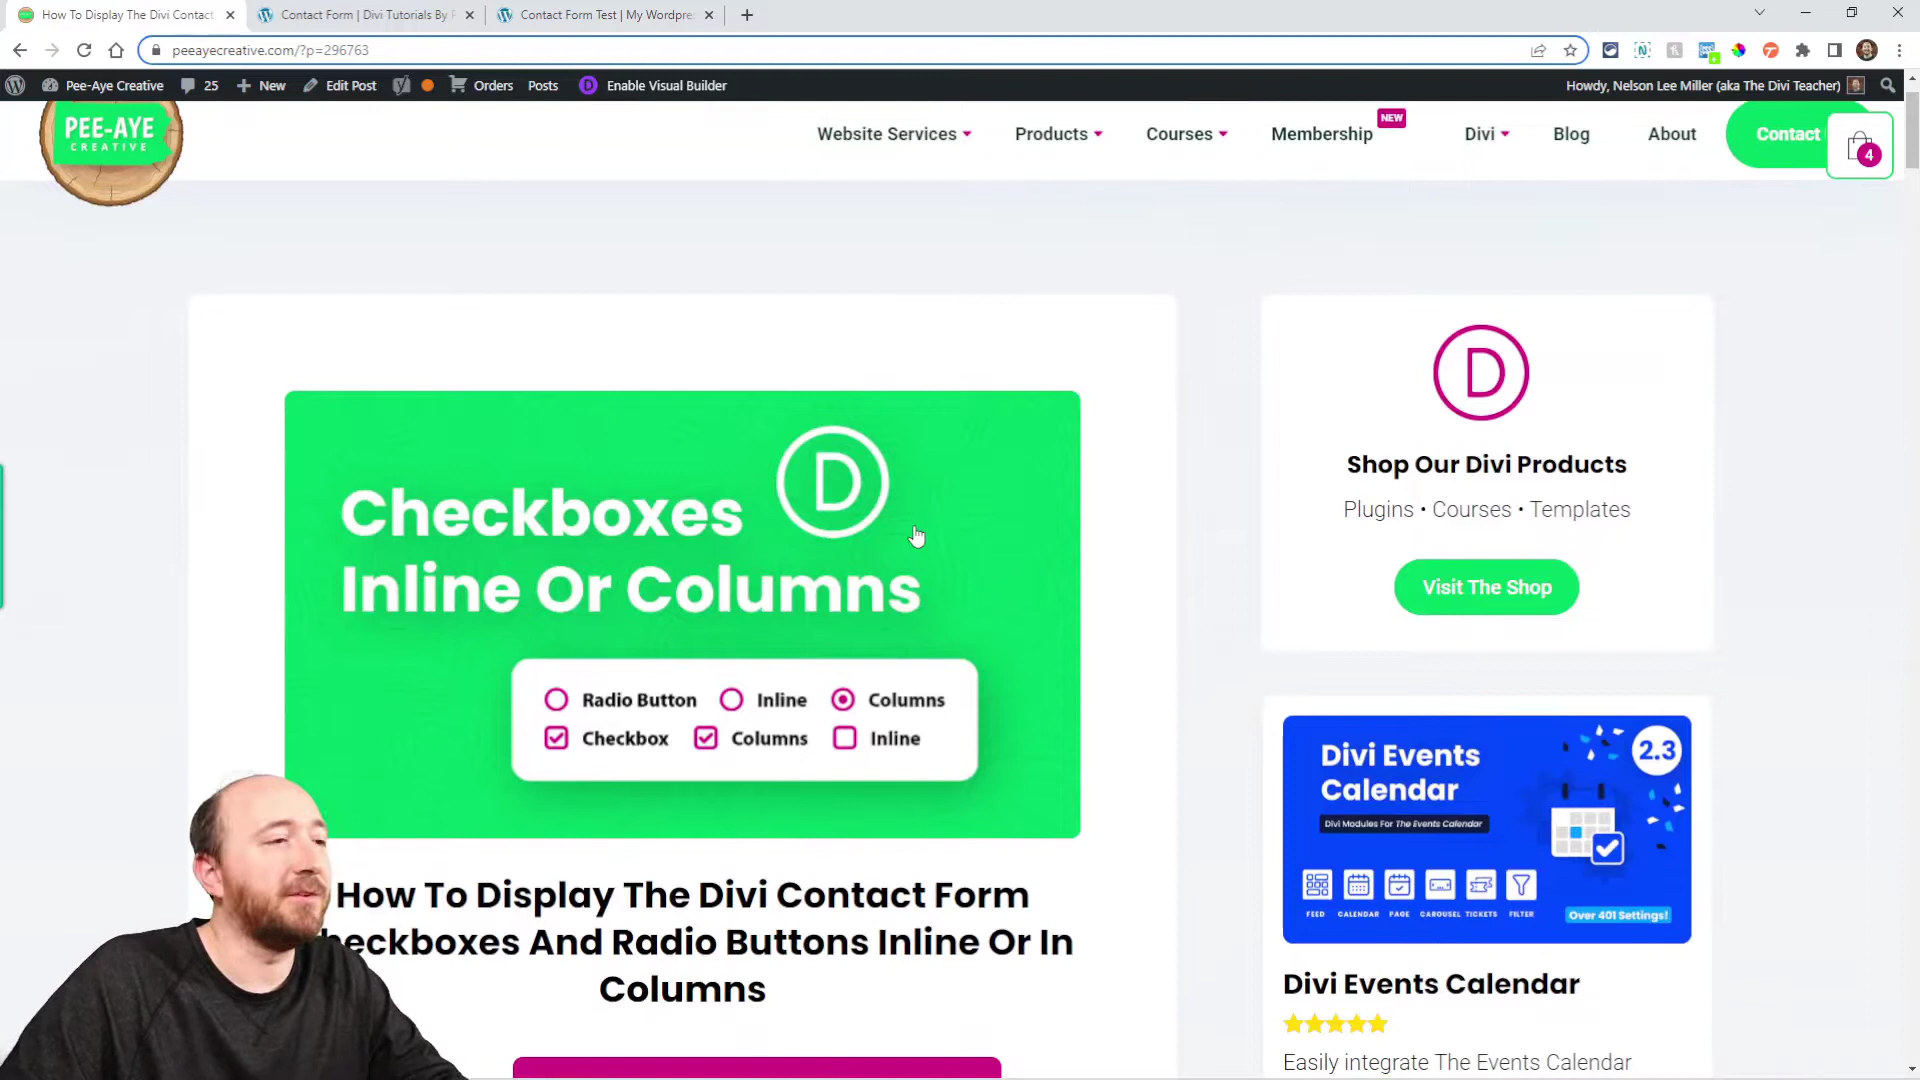 How To Display The Divi Contact
Contact Form | Divi Tutorials By P
Contact Form Test | My Wordpre
peeayecreative.com/?p=296763
Pee-Aye Creative
25
New
Edit Post
Orders
Posts
D
Enable Visual Builder
Howdy, Nelson Lee Miller (aka The Divi Teacher)
PEE-AYE
CREATIVE
Website Services
Products
Courses
Membership
NEW
Divi
Blog
About
Contact
4
D
Checkboxes
Inline Or Columns
Radio Button
Inline
Columns
Checkbox
Columns
Inline
How To Display The Divi Contact Form
heckboxes And Radio Buttons Inline Or In
Columns
D
Shop Our Divi Products
Plugins • Courses • Templates
Visit The Shop
Divi Events
Calendar
2.3
Divi Modules For The Events Calendar
FEED
CALENDAR
PAGE
CAROUSEL
TICKETS
FILTER
Over 401 Settings!
Divi Events Calendar
Easily integrate The Events Calendar